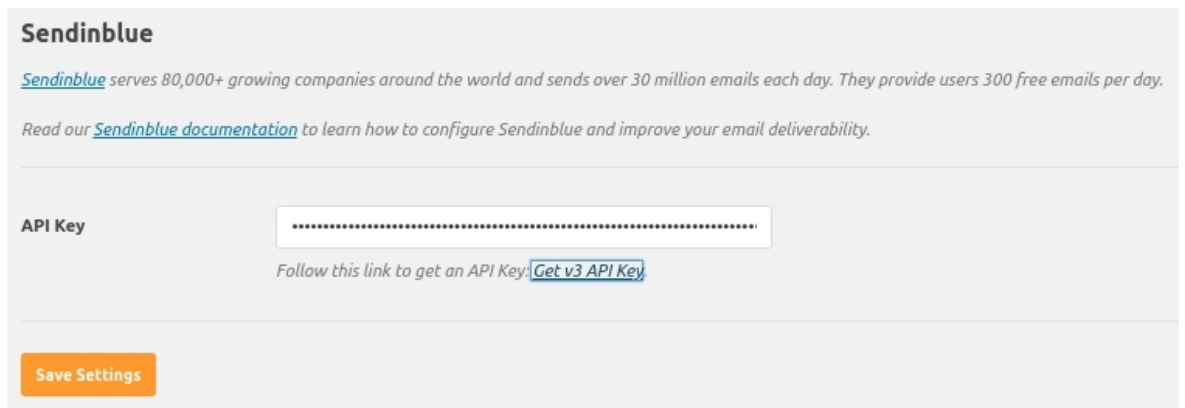 Sendinblue
Sendinblue serves 80,000+ growing companies around the world and sends over 30 million emails each day. They provide users 300 free emails per day.
Read our Sendinblue documentation to learn how to configure Sendinblue and improve your email deliverability.
API Key
Follow this link to get an API Key: Get v3 API Key.
Save Settings